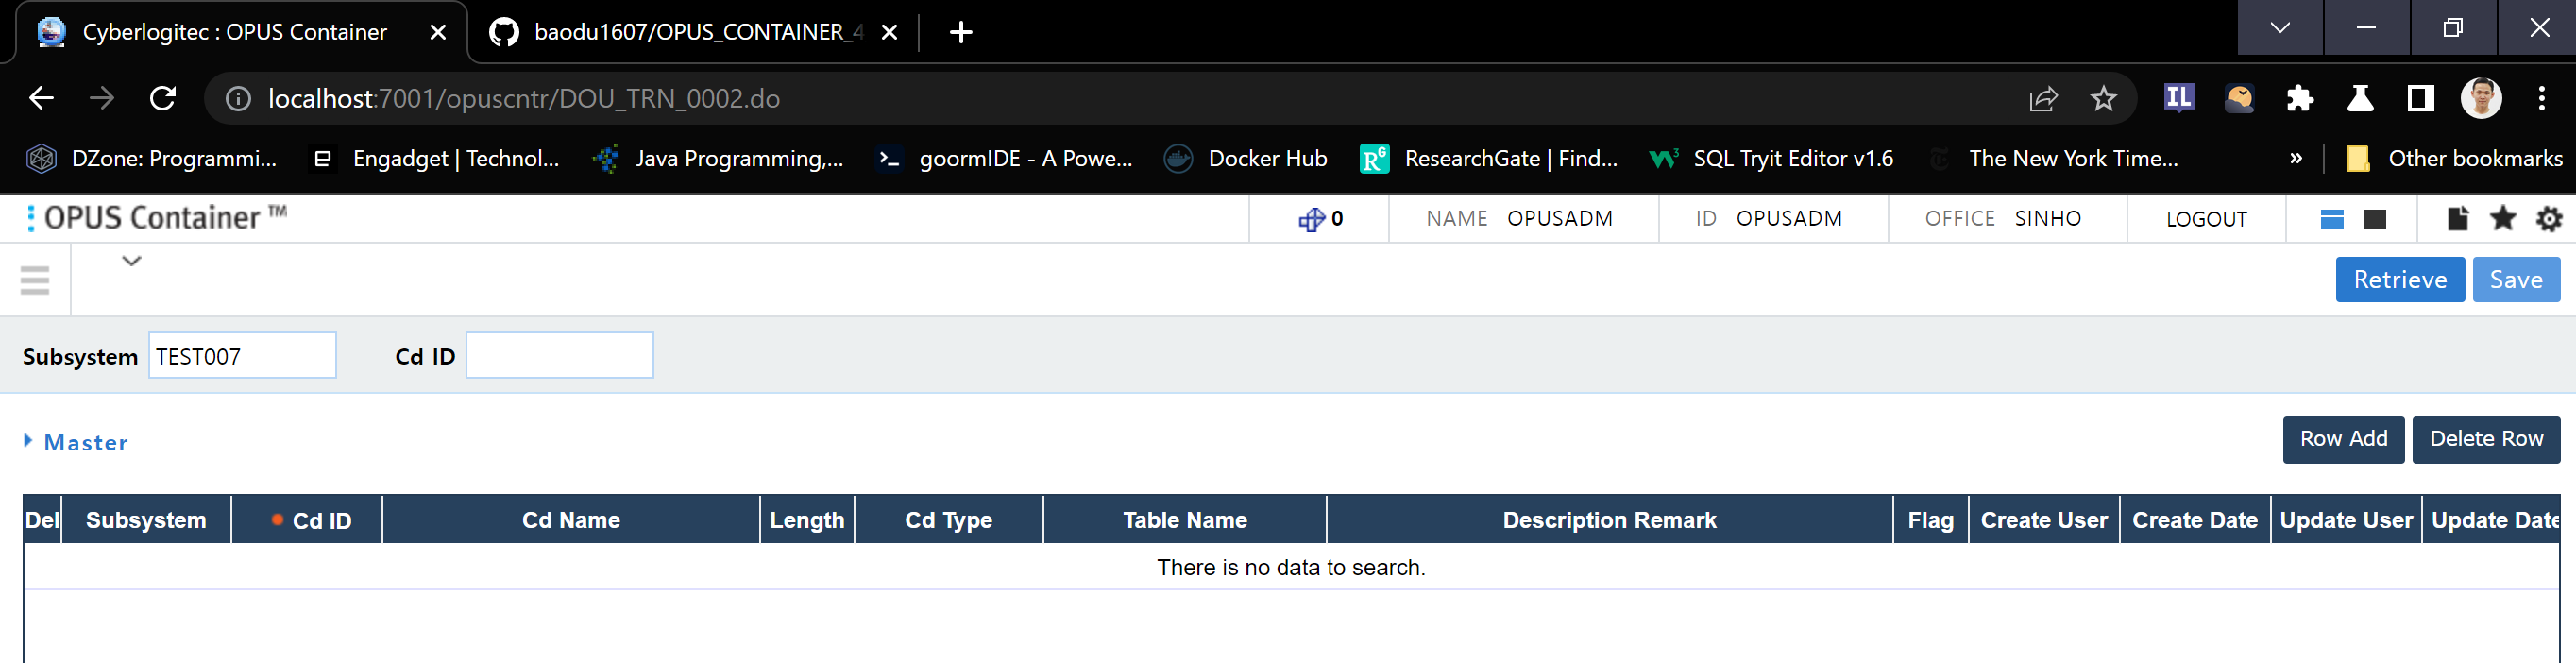 Cyberlogitec : OPUS Container
baodu1607/OPUS_CONTAINER_4
localhost:7001/opuscntr/DOU_TRN_0002.do
IL
DZone: Programmi...
Engadget | Technol...
Java Programming,...
goormIDE - A Powe...
Docker Hub
RG
ResearchGate | Find...
W3
SQL Tryit Editor v1.6
The New York Time...
»
Other bookmarks
OPUS Container ™
0
NAME OPUSADM
ID OPUSADM
OFFICE SINHO
LOGOUT
Retrieve
Save
Subsystem TEST007
Cd ID
Master
Row Add
Delete Row
Del Subsystem Cd ID Cd Name Length Cd Type Table Name Description Remark Flag Create User Create Date Update User Update Date
There is no data to search.